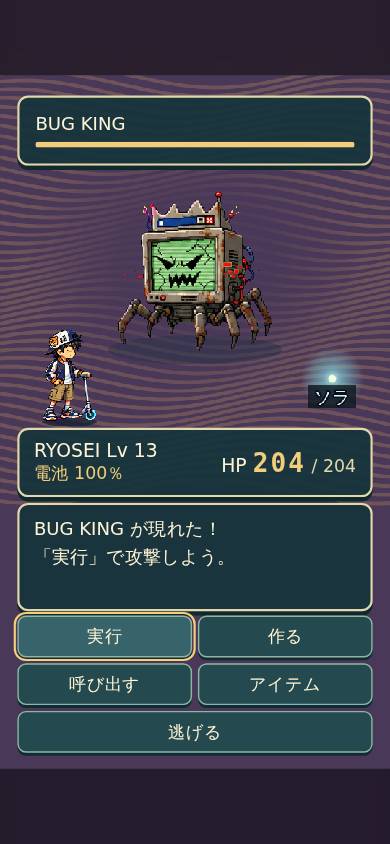 BUG KING
ソラ
RYOSEI Lv 13
電池 100%
HP 204 / 204
BUG KING が現れた！
「実行」で攻撃しよう。
実行
作る
呼び出す
アイテム
逃げる